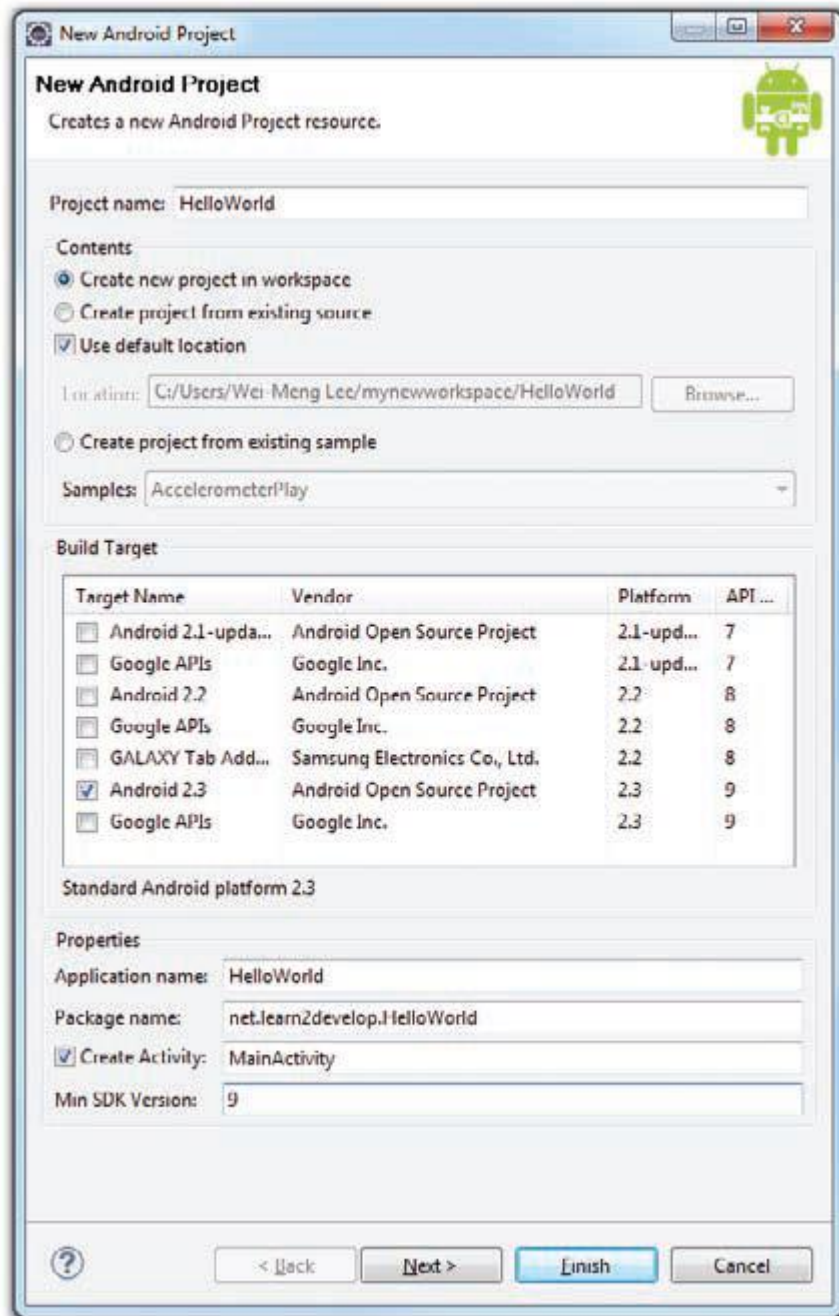 New Android Project
New Android Project
Creates a new Android Project resource.
Project name: HelloWorld
Contents
Create new project in workspace
Create project from existing source
Use default location
Location: C:/Users/Wei-Meng Lee/mynewworkspace/HelloWorld Browse...
Create project from existing sample
Samples: AccelerometerPlay
Build Target
Target Name Vendor Platform API ...
Android 2.1-upda... Android Open Source Project 2.1-upd... 7
Google APIs Google Inc. 2.1-upd... 7
Android 2.2 Android Open Source Project 2.2 8
Google APIs Google Inc. 2.2 8
GALAXY Tab Add... Samsung Electronics Co., Ltd. 2.2 8
Android 2.3 Android Open Source Project 2.3 9
Google APIs Google Inc. 2.3 9
Standard Android platform 2.3
Properties
Application name: HelloWorld
Package name: net.learn2develop.HelloWorld
Create Activity: MainActivity
Min SDK Version: 9
? < Back Next > Finish Cancel